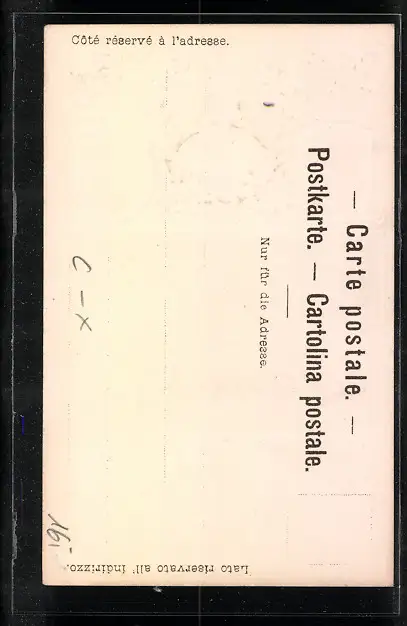 Côté réservé à l'adresse.
— Carte postale. —
Postkarte. — Cartolina postale.
Nur für die Adresse.
Lato riservato all' indirizzo.
C - X
16,-